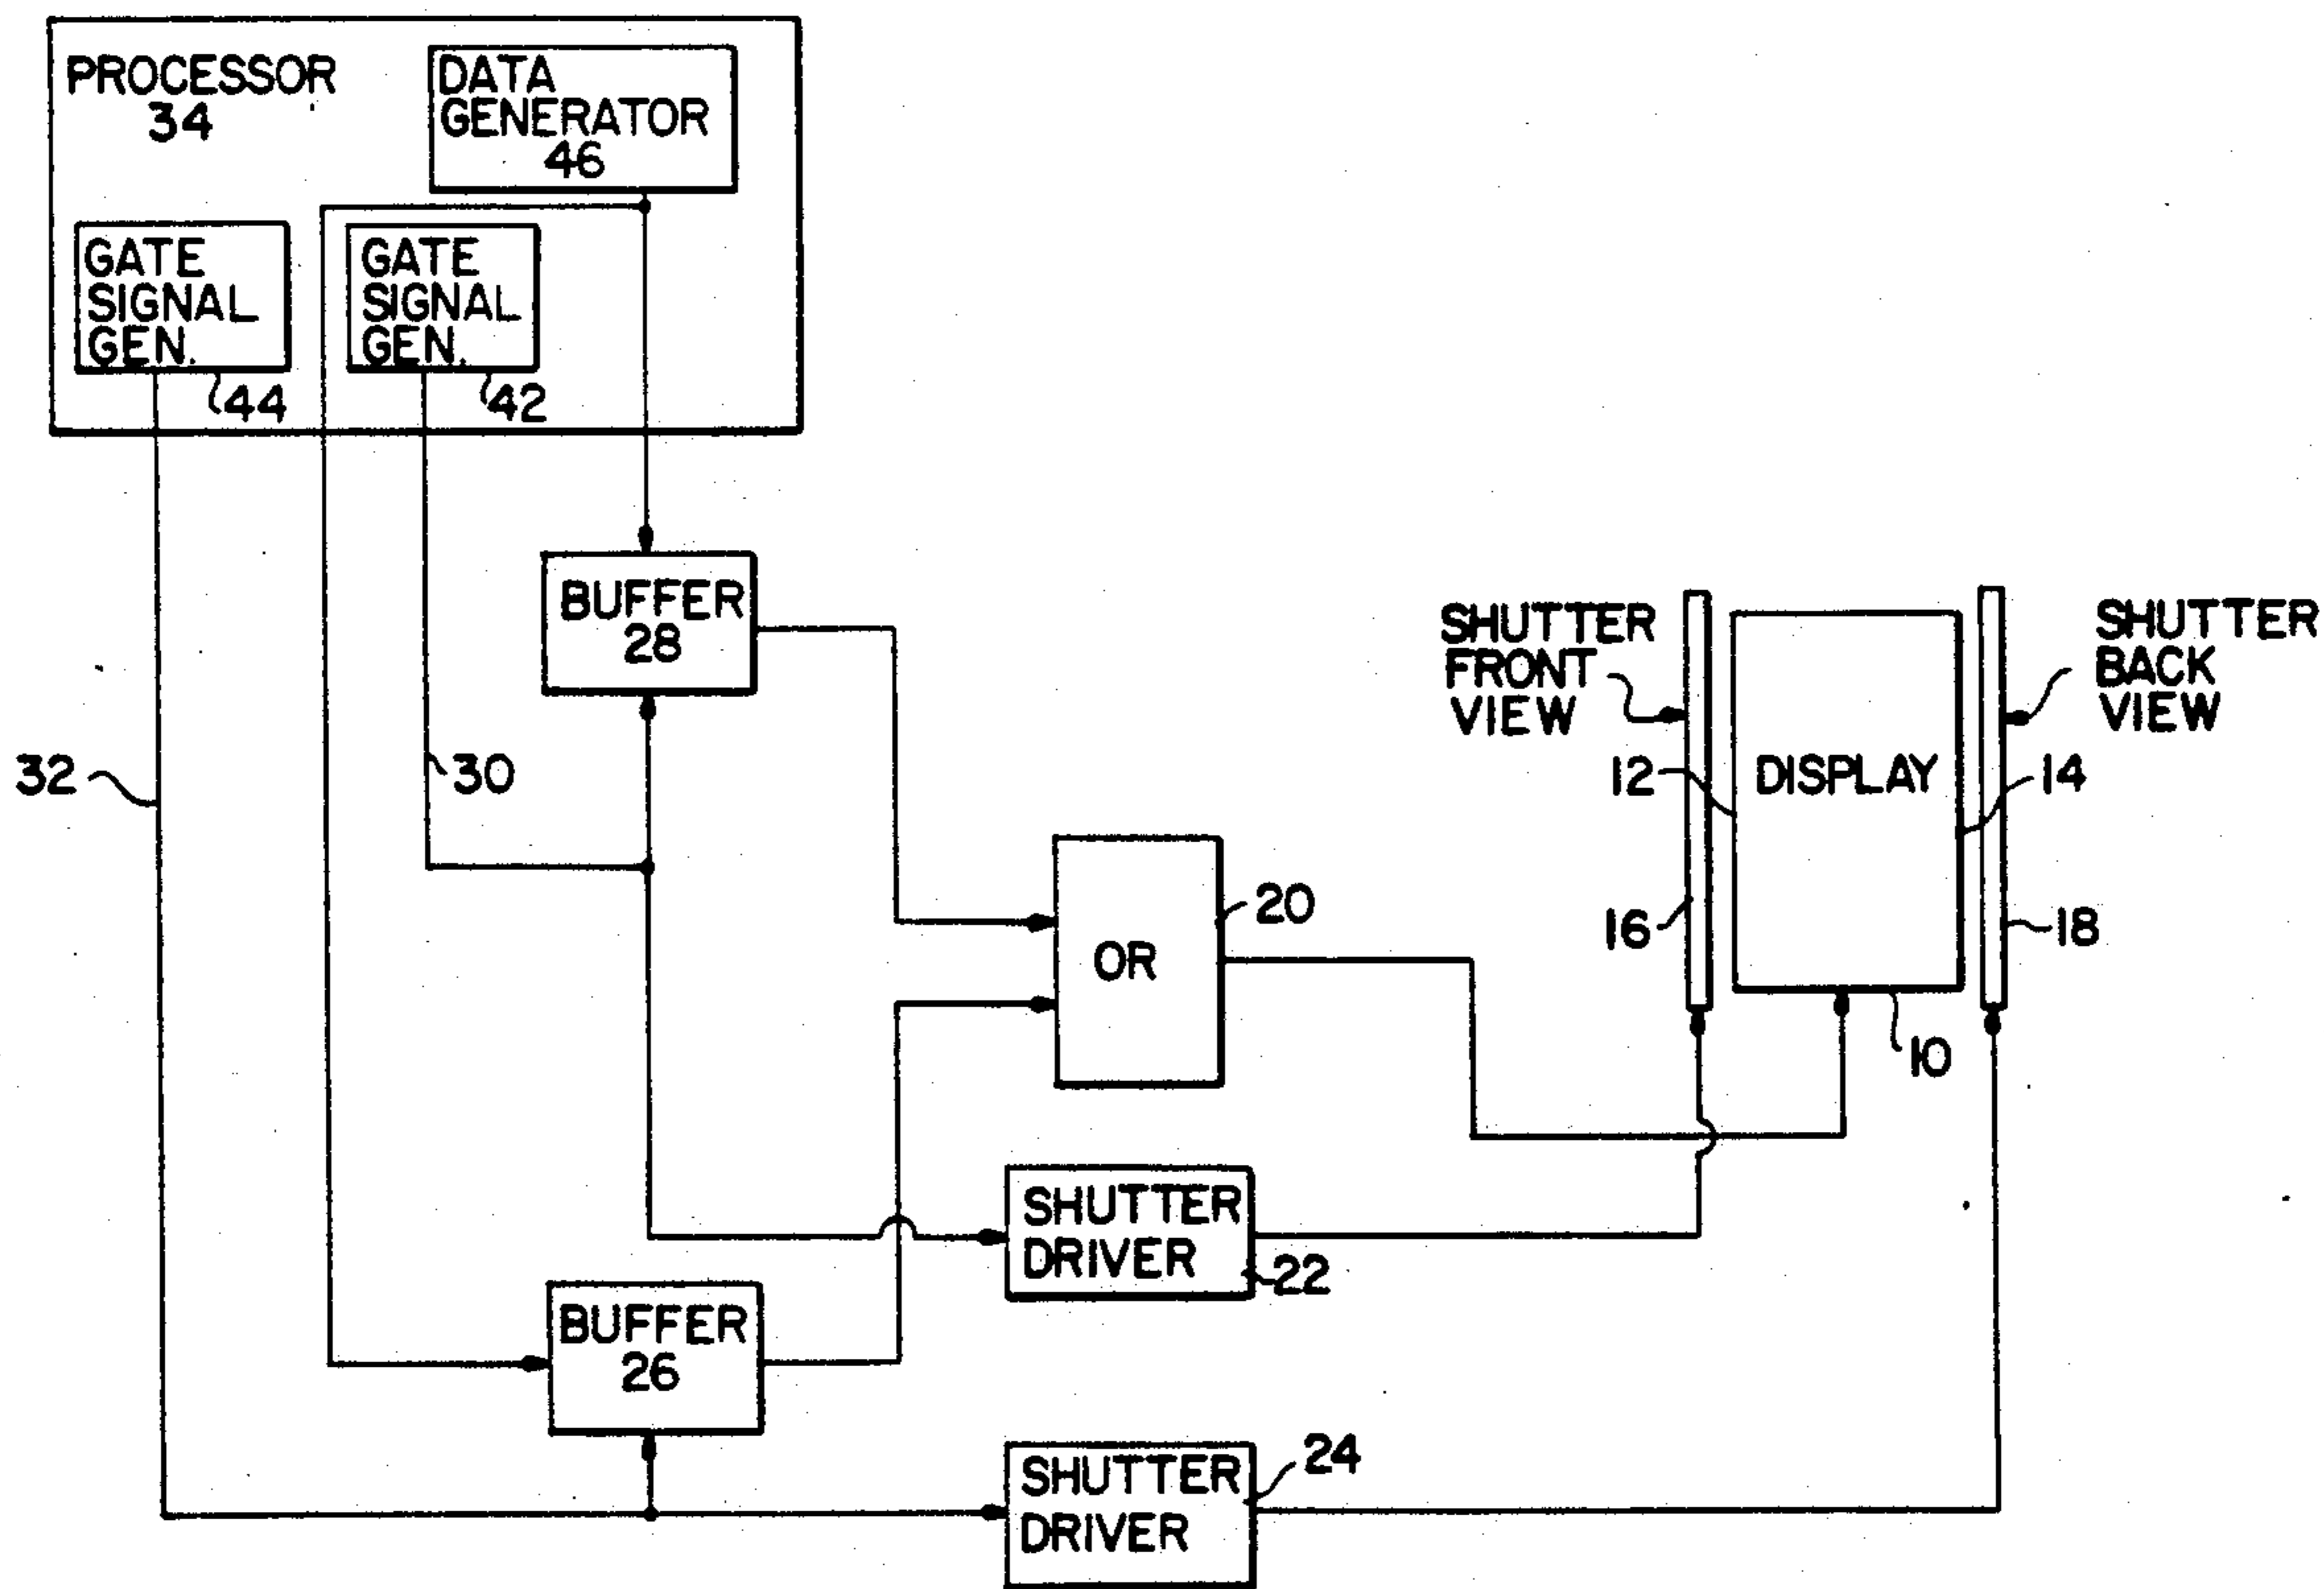 PROCESSOR
34
DATA
GENERATOR
46
GATE
SIGNAL
GEN.
44
GATE
SIGNAL
GEN.
42
BUFFER
28
32
30
SHUTTER
FRONT
VIEW
SHUTTER
BACK
VIEW
12
DISPLAY
14
16
18
10
OR
20
SHUTTER
DRIVER
22
BUFFER
26
SHUTTER
DRIVER
24